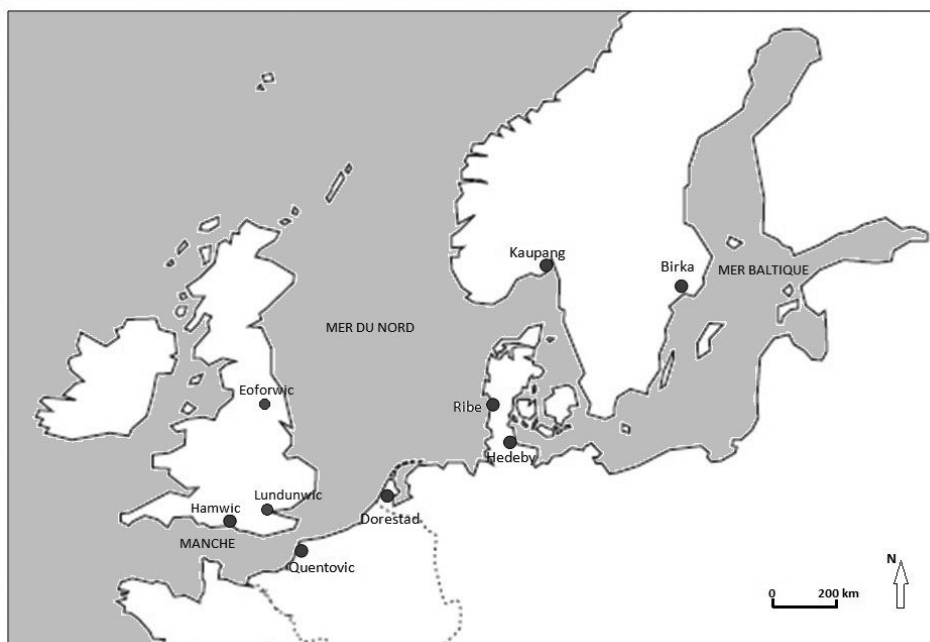 Kaupang
Birka
MER BALTIQUE
MER DU NORD
Eoforwic
Ribe
Hedeby
Lundunwic
Hamwic
Dorestad
MANCHE
Quentovic
N
0 200 km